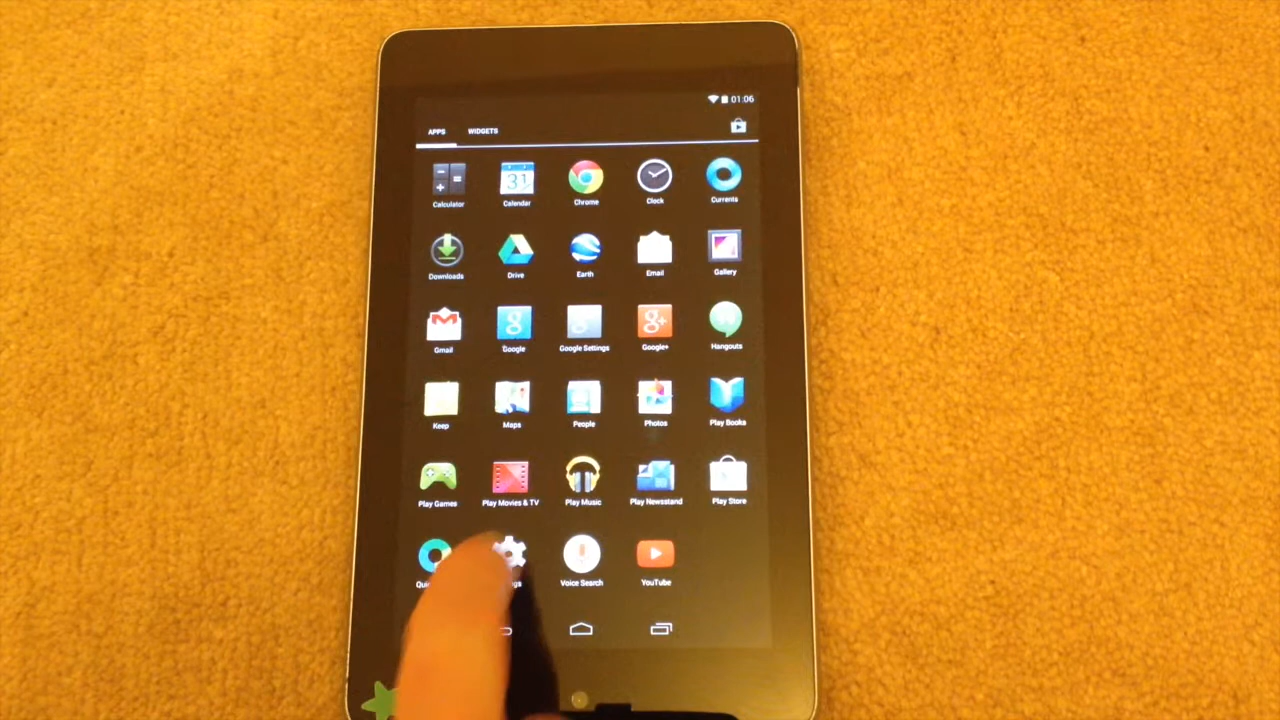 01:06
APPS WIDGETS
31
Calculator Calendar Chrome Clock Currents
Downloads Drive Earth Email Gallery
Gmail Google Google Settings Google+ Hangouts
Keep Maps People Photos Play Books
Play Games Play Movies & TV Play Music Play Newsstand Play Store
Voice Search YouTube